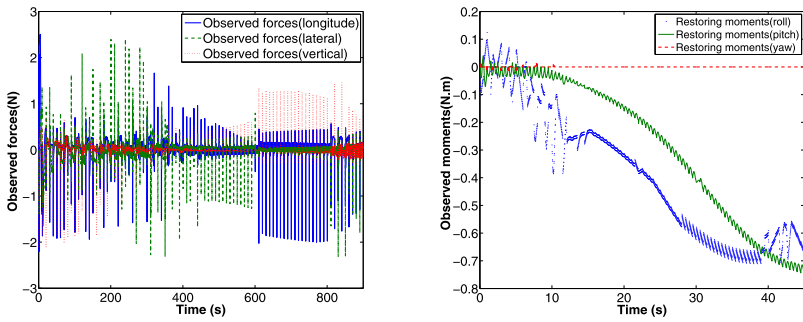 3
2
1
0
−1
−2
−3
0
200
400
600
800
Observed forces(N)
Time (s)
Observed forces(longitude)
Observed forces(lateral)
Observed forces(vertical)
0.2
0.1
0
−0.1
−0.2
−0.3
−0.4
−0.5
−0.6
−0.7
−0.8
0
10
20
30
40
Observed moments(N.m)
Time (s)
Restoring moments(roll)
Restoring moments(pitch)
Restoring moments(yaw)